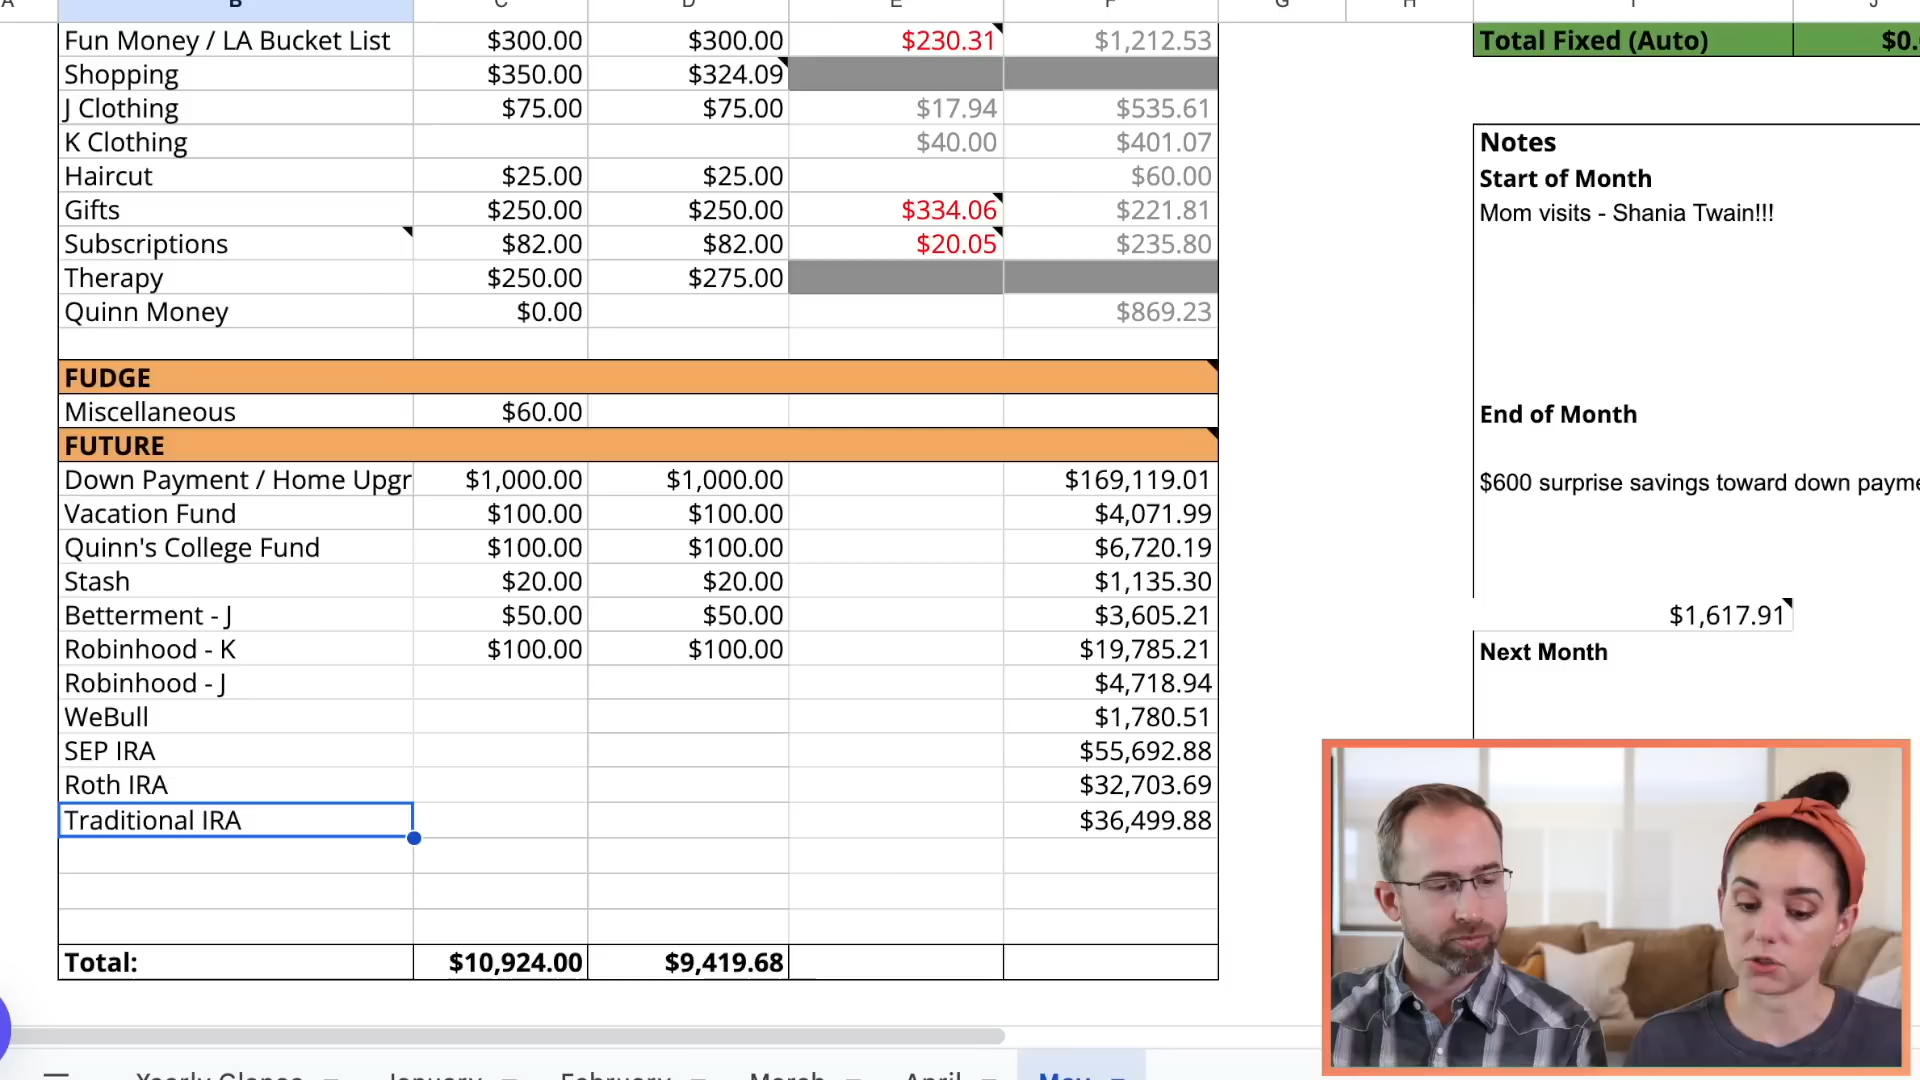 A B C D E F G H I J
Fun Money / LA Bucket List $300.00 $300.00 $230.31 $1,212.53 Total Fixed (Auto) $0.
Shopping $350.00 $324.09
J Clothing $75.00 $75.00 $17.94 $535.61
K Clothing $40.00 $401.07 Notes
Haircut $25.00 $25.00 $60.00 Start of Month
Gifts $250.00 $250.00 $334.06 $221.81 Mom visits - Shania Twain!!!
Subscriptions $82.00 $82.00 $20.05 $235.80
Therapy $250.00 $275.00
Quinn Money $0.00 $869.23
FUDGE
Miscellaneous $60.00 End of Month
FUTURE
Down Payment / Home Upgr $1,000.00 $1,000.00 $169,119.01 $600 surprise savings toward down payme
Vacation Fund $100.00 $100.00 $4,071.99
Quinn's College Fund $100.00 $100.00 $6,720.19
Stash $20.00 $20.00 $1,135.30
Betterment - J $50.00 $50.00 $3,605.21 $1,617.91
Robinhood - K $100.00 $100.00 $19,785.21 Next Month
Robinhood - J $4,718.94
WeBull $1,780.51
SEP IRA $55,692.88
Roth IRA $32,703.69
Traditional IRA $36,499.88
Total: $10,924.00 $9,419.68
Yearly Glance January February March April May